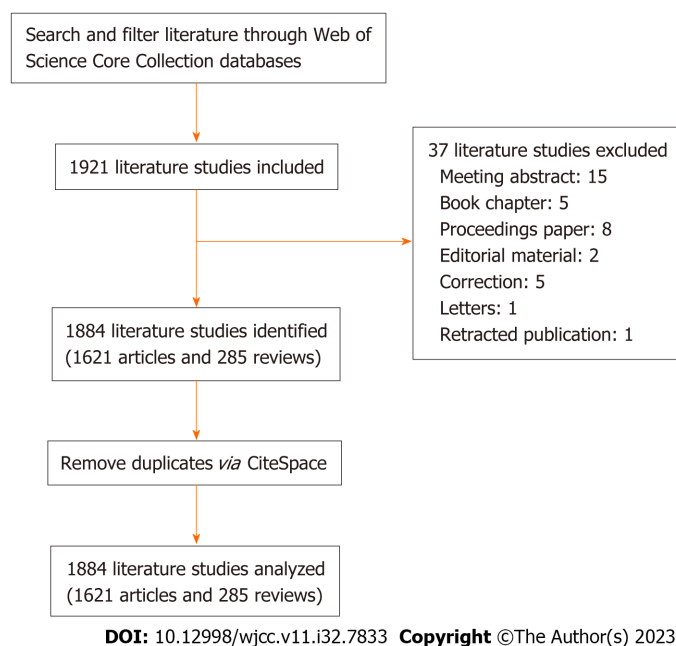 Search and filter literature through Web of
Science Core Collection databases
1921 literature studies included
37 literature studies excluded
Meeting abstract: 15
Book chapter: 5
Proceedings paper: 8
Editorial material: 2
Correction: 5
Letters: 1
Retracted publication: 1
1884 literature studies identified
(1621 articles and 285 reviews)
Remove duplicates via CiteSpace
1884 literature studies analyzed
(1621 articles and 285 reviews)
DOI: 10.12998/wjcc.v11.i32.7833 Copyright ©The Author(s) 2023